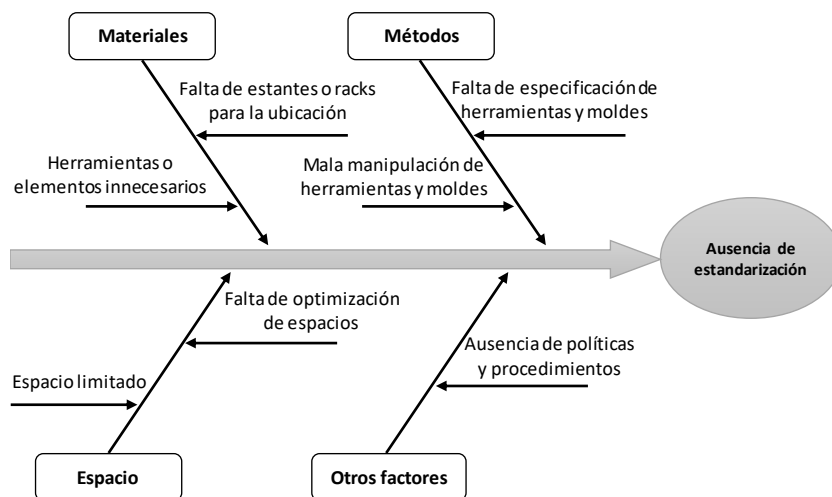 Materiales
Métodos
Falta de estantes o racks
para la ubicación
Falta de especificación de
herramientas y moldes
Herramientas o
elementos innecesarios
Mala manipulación de
herramientas y moldes
Ausencia de
estandarización
Falta de optimización
de espacios
Ausencia de políticas
y procedimientos
Espacio limitado
Espacio
Otros factores